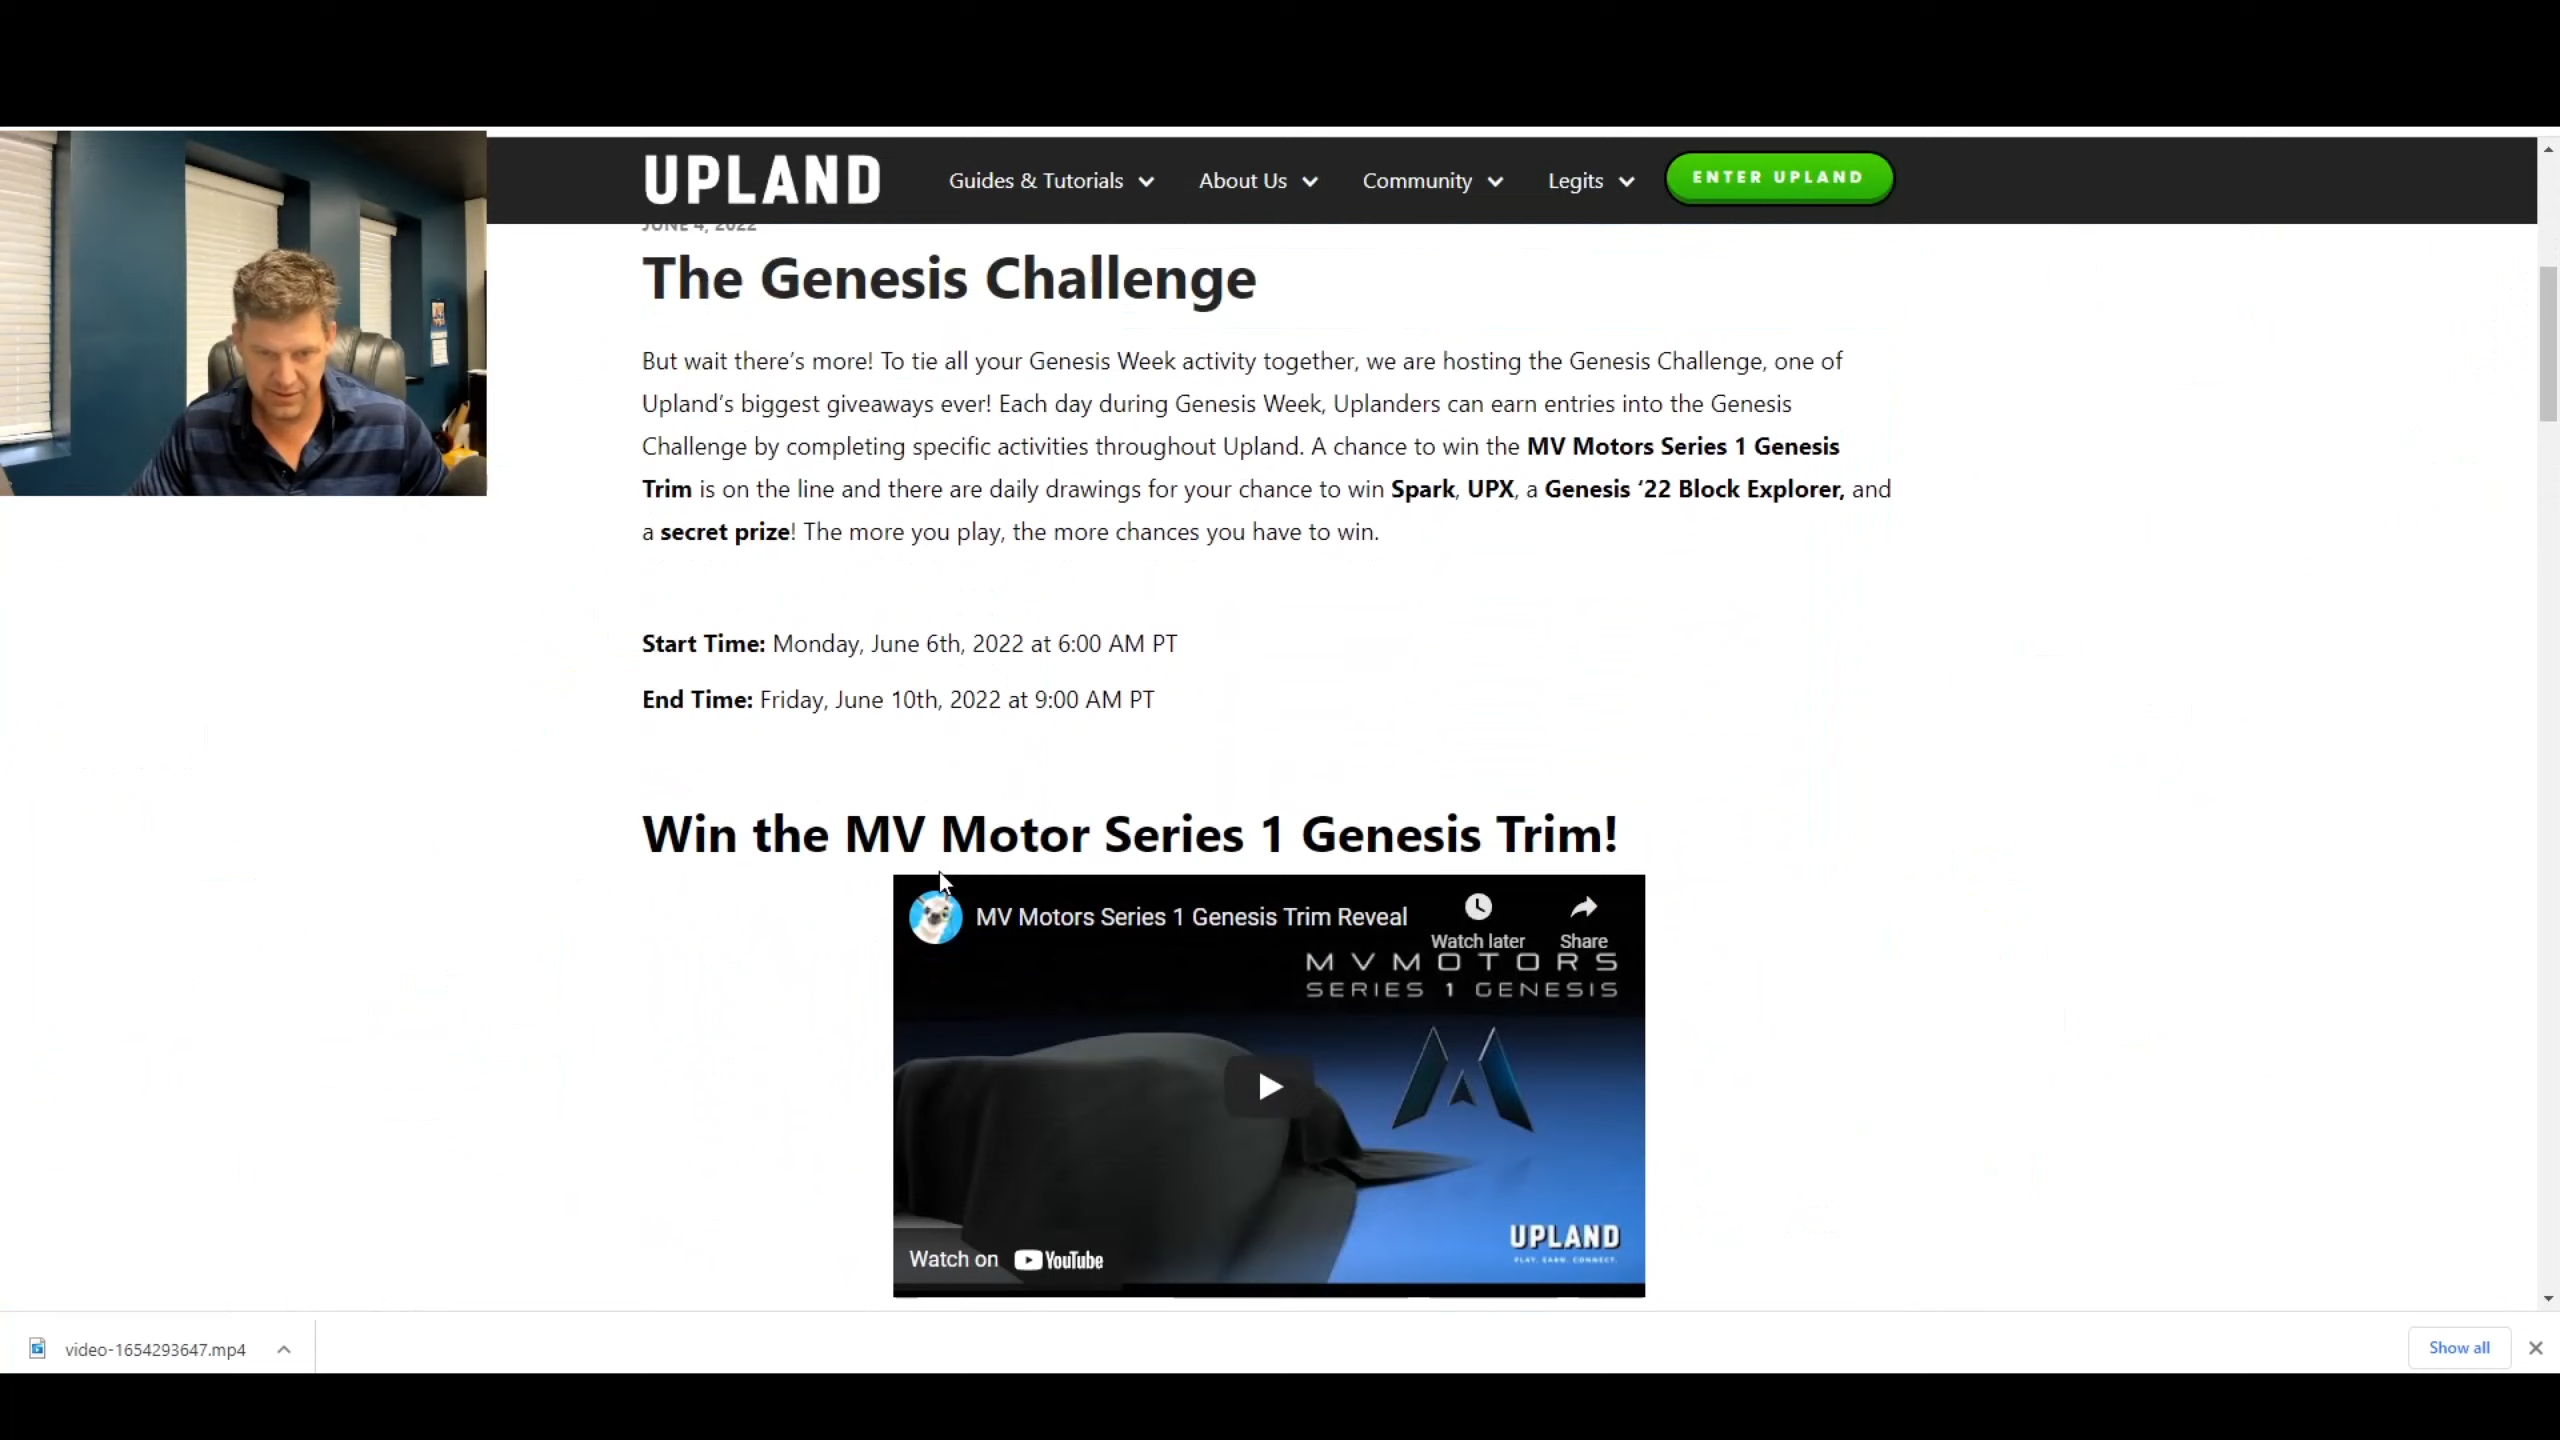 UPLAND
Guides & Tutorials
About Us
Community
Legits
ENTER UPLAND
JUNE 4, 2022
The Genesis Challenge
But wait there’s more! To tie all your Genesis Week activity together, we are hosting the Genesis Challenge, one of
Upland’s biggest giveaways ever! Each day during Genesis Week, Uplanders can earn entries into the Genesis
Challenge by completing specific activities throughout Upland. A chance to win the MV Motors Series 1 Genesis
Trim is on the line and there are daily drawings for your chance to win Spark, UPX, a Genesis ‘22 Block Explorer, and
a secret prize! The more you play, the more chances you have to win.
Start Time: Monday, June 6th, 2022 at 6:00 AM PT
End Time: Friday, June 10th, 2022 at 9:00 AM PT
Win the MV Motor Series 1 Genesis Trim!
MV Motors Series 1 Genesis Trim Reveal
Watch later
Share
MVMOTORS
SERIES 1 GENESIS
UPLAND
PLAY. EARN. CONNECT.
Watch on YouTube
video-1654293647.mp4
Show all